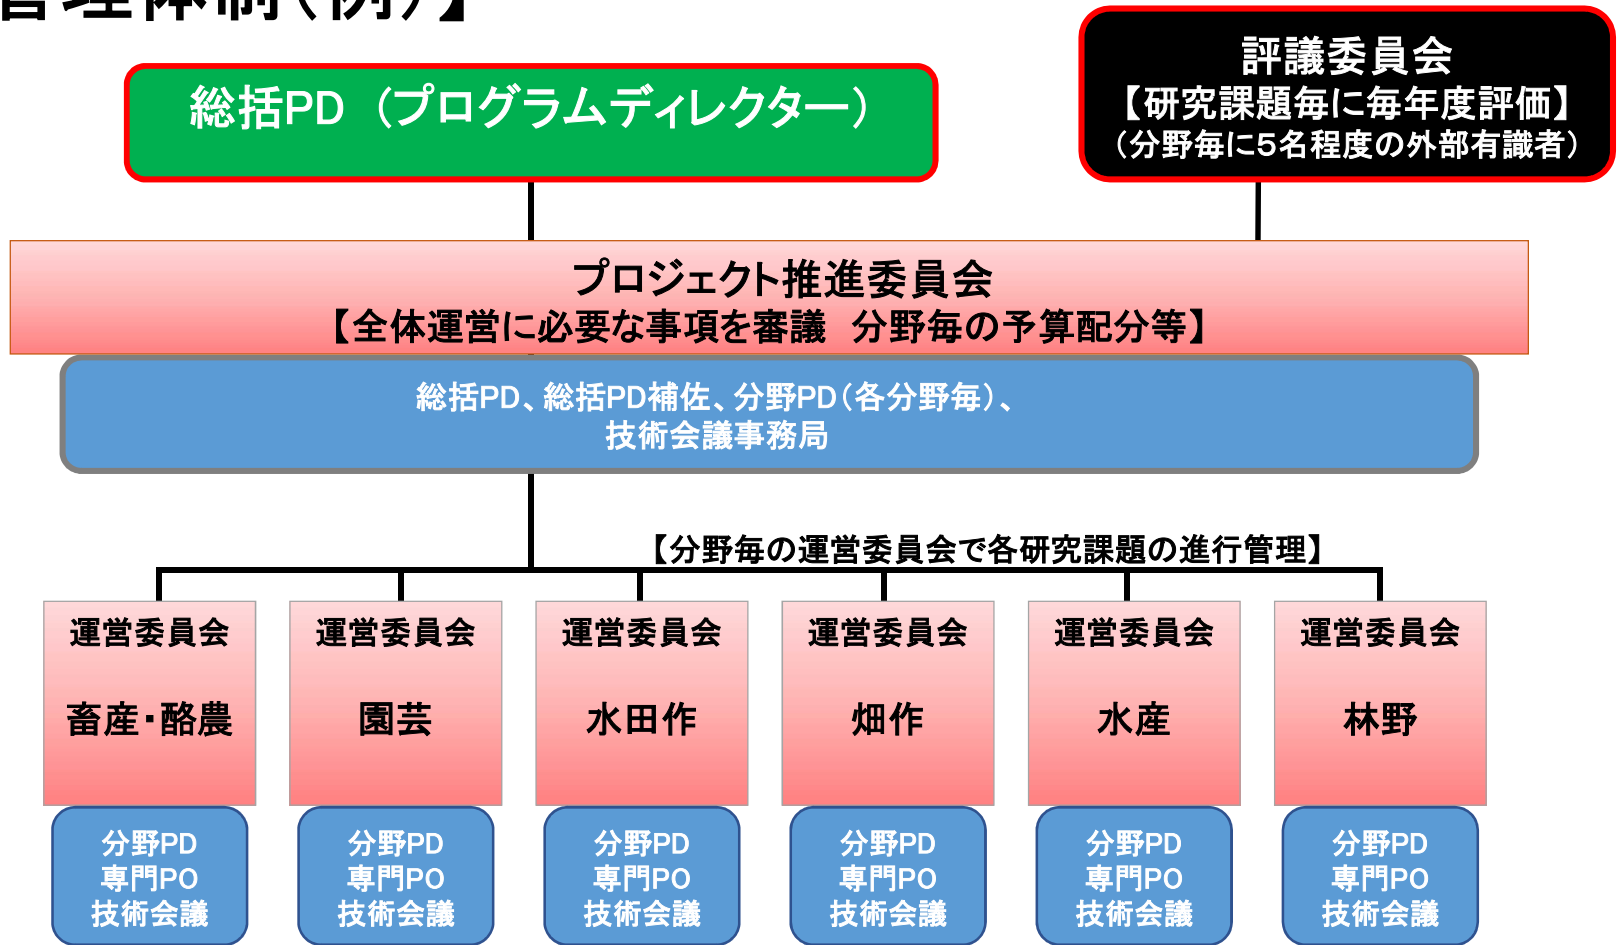 管理体制（例）】
総括PD （プログラムディレクター）
評議委員会
【研究課題毎に毎年度評価】
（分野毎に５名程度の外部有識者）
プロジェクト推進委員会
【全体運営に必要な事項を審議　分野毎の予算配分等】
総括PD、総括PD補佐、分野PD（各分野毎）、
技術会議事務局
【分野毎の運営委員会で各研究課題の進行管理】
運営委員会
畜産・酪農
分野PD
専門PO
技術会議
運営委員会
園芸
分野PD
専門PO
技術会議
運営委員会
水田作
分野PD
専門PO
技術会議
運営委員会
畑作
分野PD
専門PO
技術会議
運営委員会
水産
分野PD
専門PO
技術会議
運営委員会
林野
分野PD
専門PO
技術会議